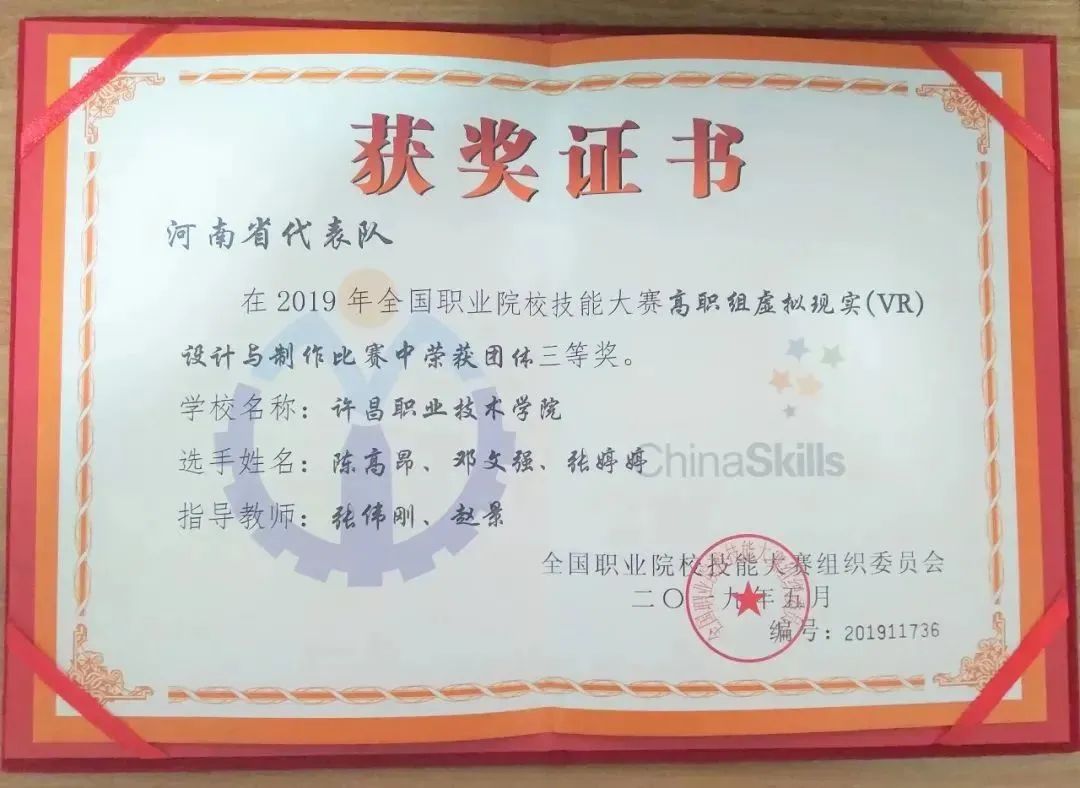 获奖证书
河南省代表队
在2019年全国职业院校技能大赛高职组虚拟现实(VR)
设计与制作比赛中荣获团体三等奖。
学校名称：许昌职业技术学院
选手姓名：陈高昂、邓文强、张婷婷
ChinaSkills
指导教师：张伟刚、赵景
全国职业院校技能大赛组织委员会
二〇一九年五月
编号：201911736